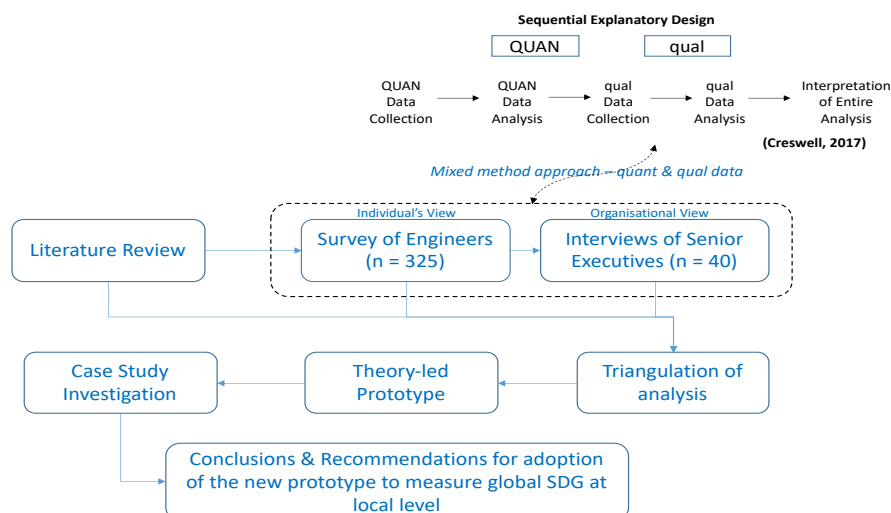 Sequential Explanatory Design
QUAN
qual
QUAN
Data
Collection
QUAN
Data
Analysis
qual
Data
Collection
qual
Data
Analysis
Interpretation
of Entire
Analysis
(Creswell, 2017)
Mixed method approach – quant & qual data
Individual's View
Organisational View
Literature Review
Survey of Engineers
(n = 325)
Interviews of Senior
Executives (n = 40)
Case Study
Investigation
Theory-led
Prototype
Triangulation of
analysis
Conclusions & Recommendations for adoption
of the new prototype to measure global SDG at
local level